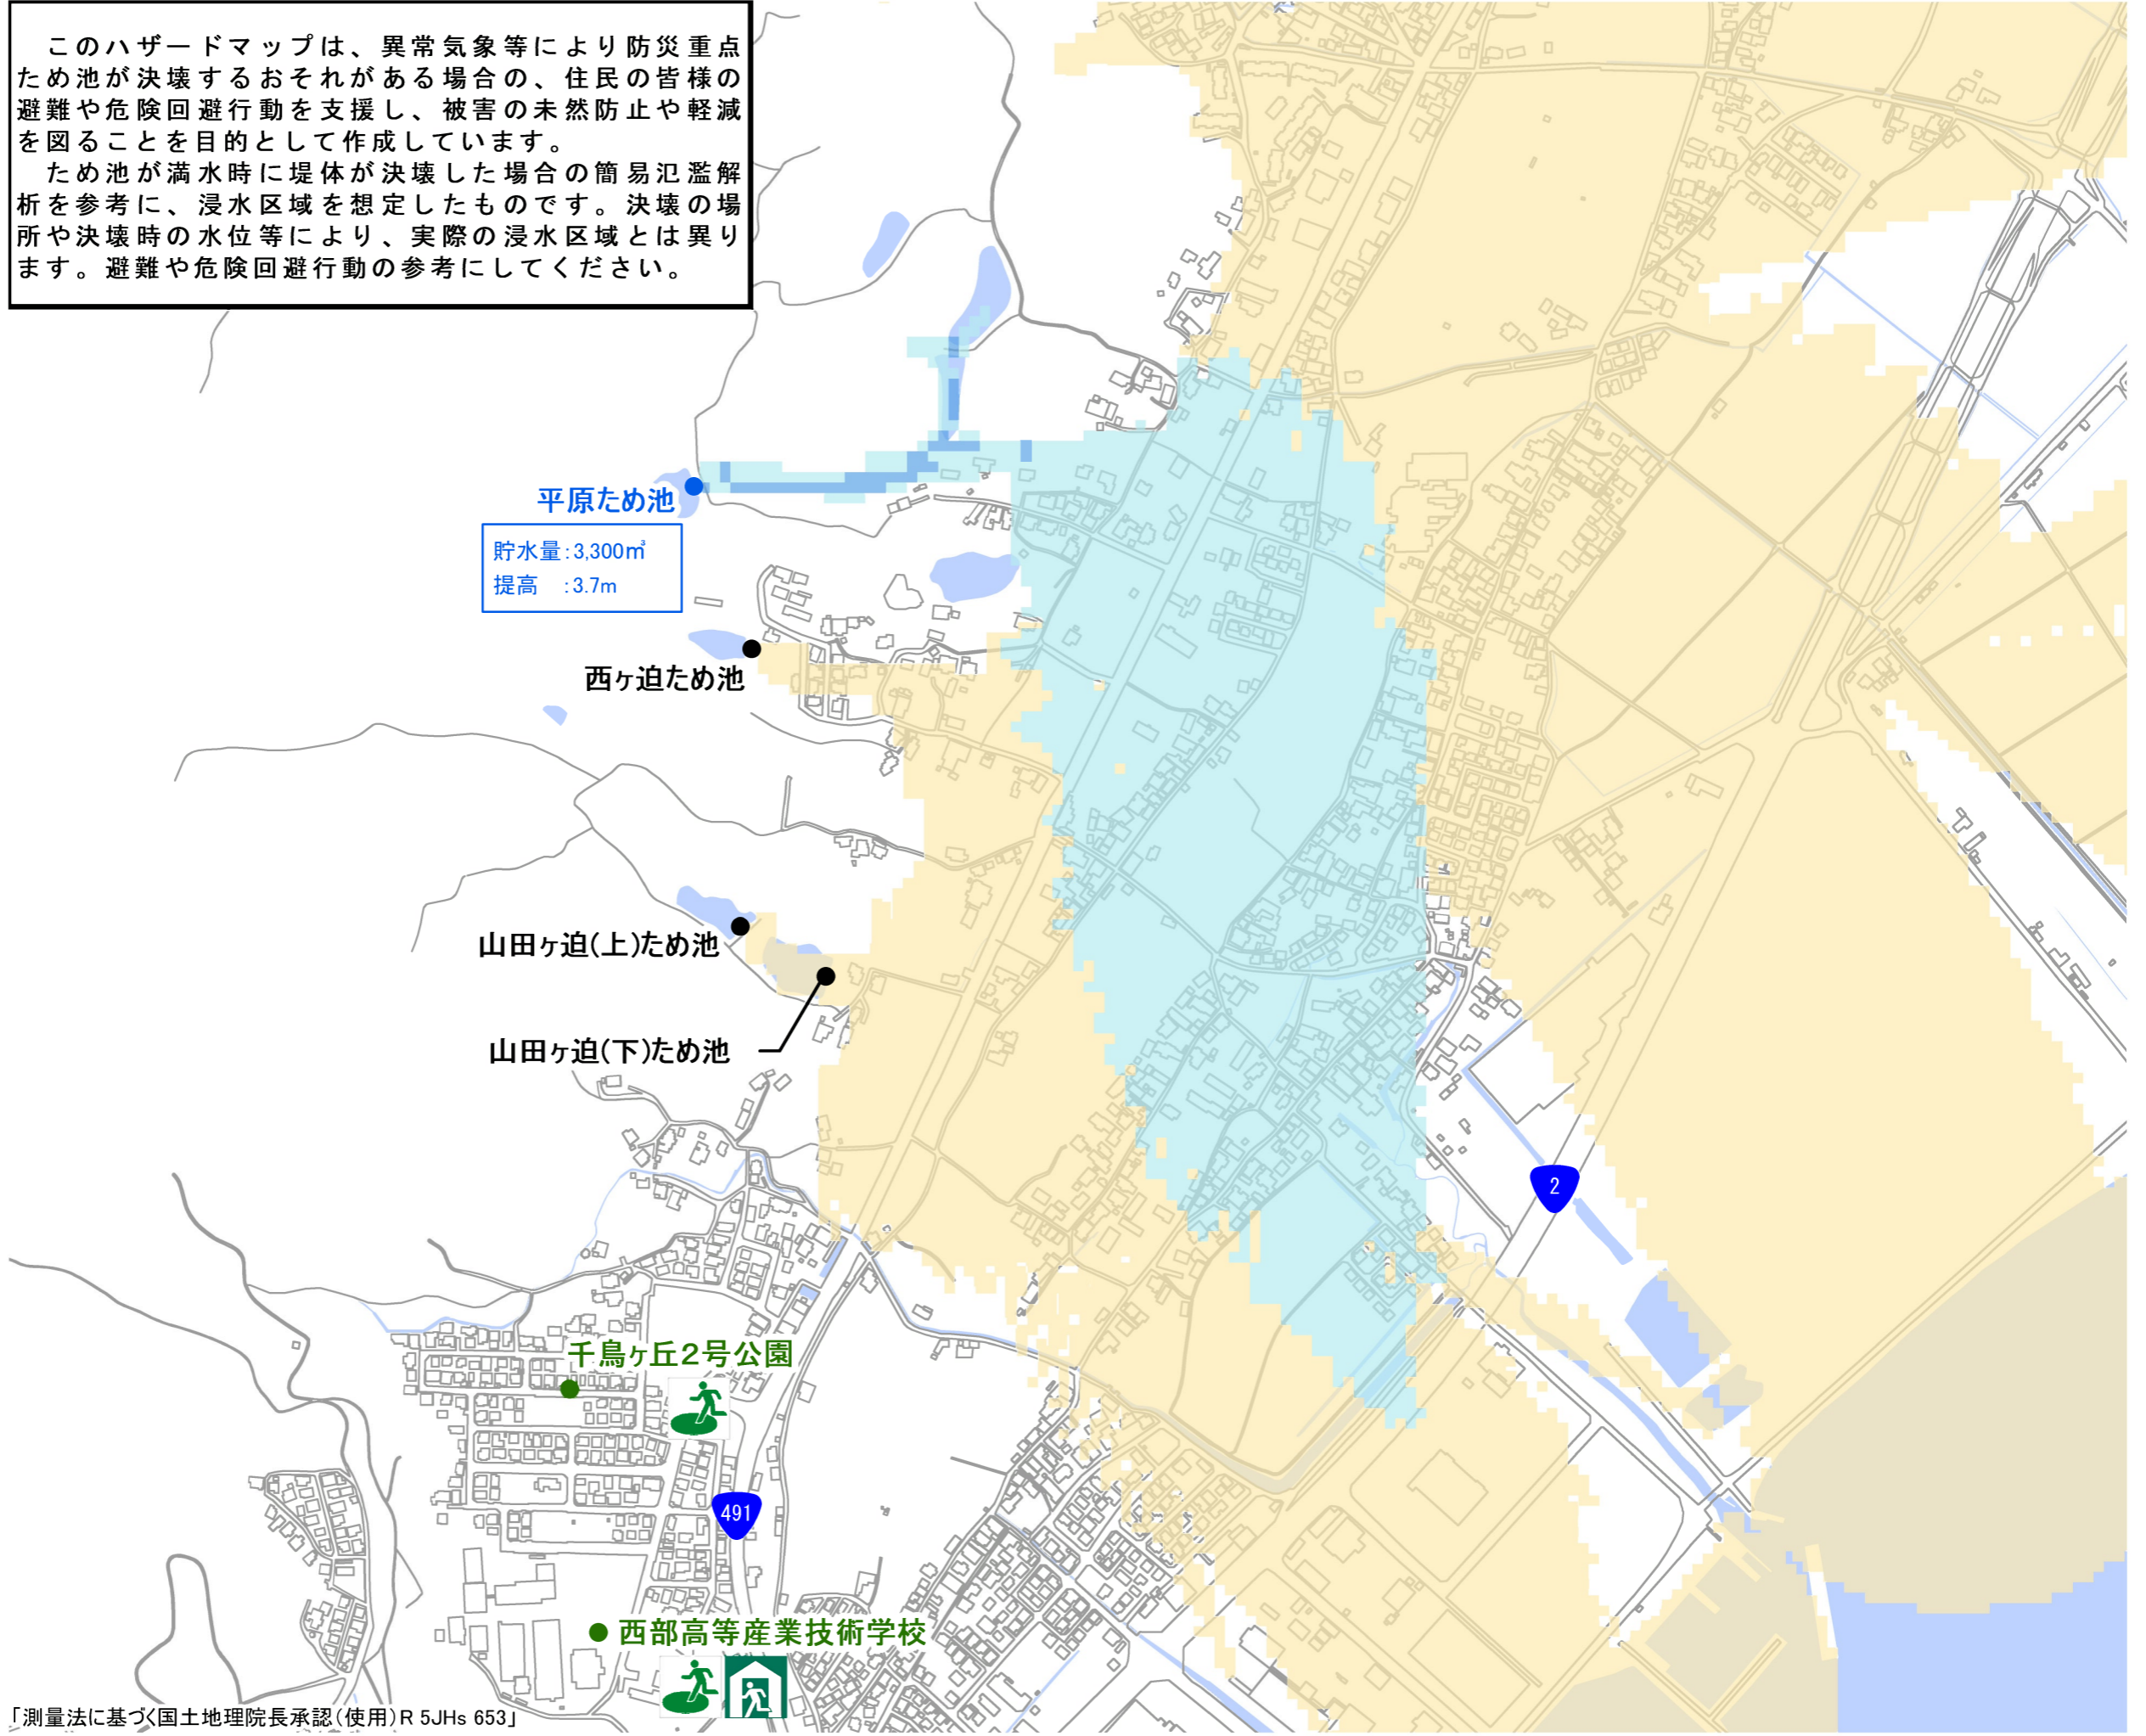 このハザードマップは、異常気象等により防災重点
ため池が決壊するおそれがある場合の、住民の皆様の
避難や危険回避行動を支援し、被害の未然防止や軽減
を図ることを目的として作成しています。
ため池が満水時に堤体が決壊した場合の簡易氾濫解
析を参考に、浸水区域を想定したものです。決壊の場
所や決壊時の水位等により、実際の浸水区域とは異り
ます。避難や危険回避行動の参考にしてください。
平原ため池
貯水量:3,300㎥
提高 :3.7m
西ヶ迫ため池
山田ヶ迫(上)ため池
山田ヶ迫(下)ため池
2
千鳥ヶ丘2号公園
491
西部高等産業技術学校
「測量法に基づく国土地理院長承認(使用)R 5JHs 653」